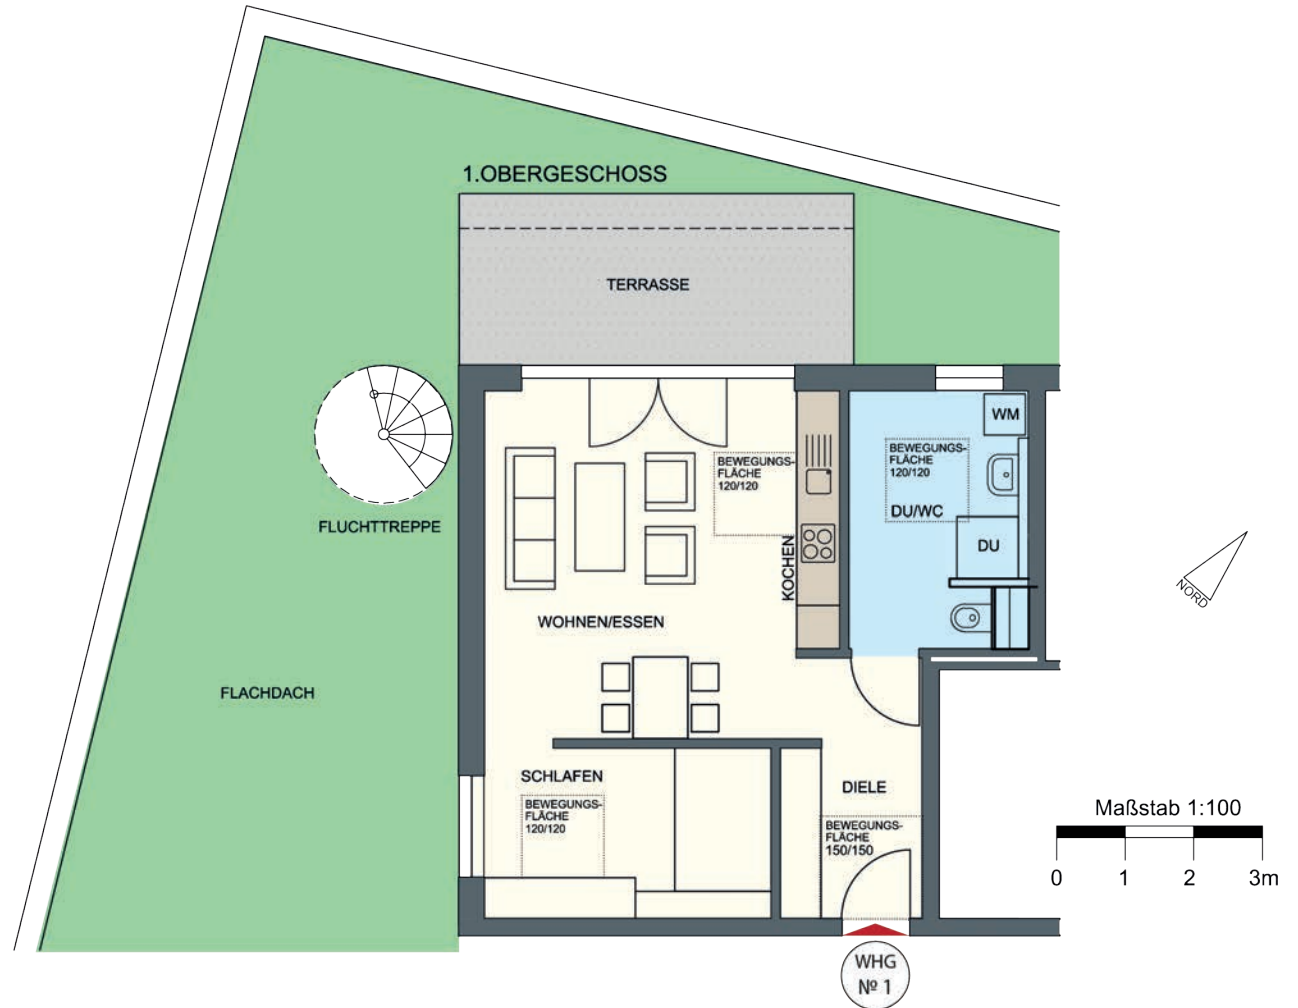 1.OBERGESCHOSS
TERRASSE
WM
BEWEGUNGS-
FLÄCHE
120/120
BEWEGUNGS-
FLÄCHE
120/120
DU/WC
FLUCHTTREPPE
KOCHEN
DU
NORD
WOHNEN/ESSEN
FLACHDACH
SCHLAFEN
BEWEGUNGS-
FLÄCHE
120/120
DIELE
BEWEGUNGS-
FLÄCHE
150/150
Maßstab 1:100
0 1 2 3m
WHG
№ 1